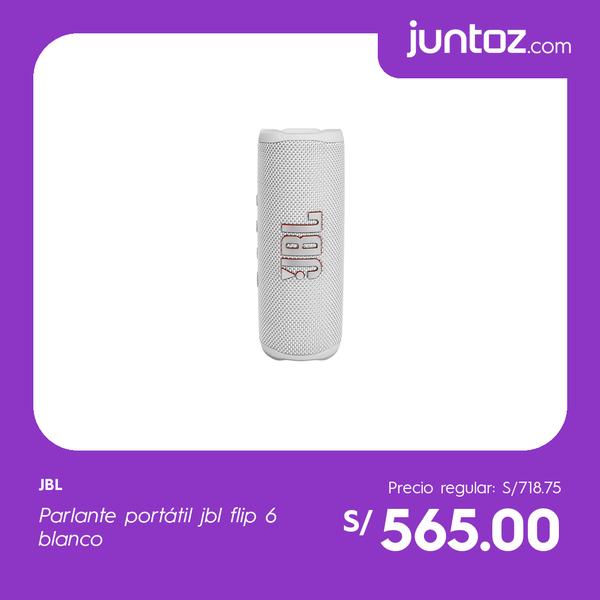 juntoz.com
JBL
JBL
Parlante portátil jbl flip 6
blanco
Precio regular: S/718.75
S/ 565.00